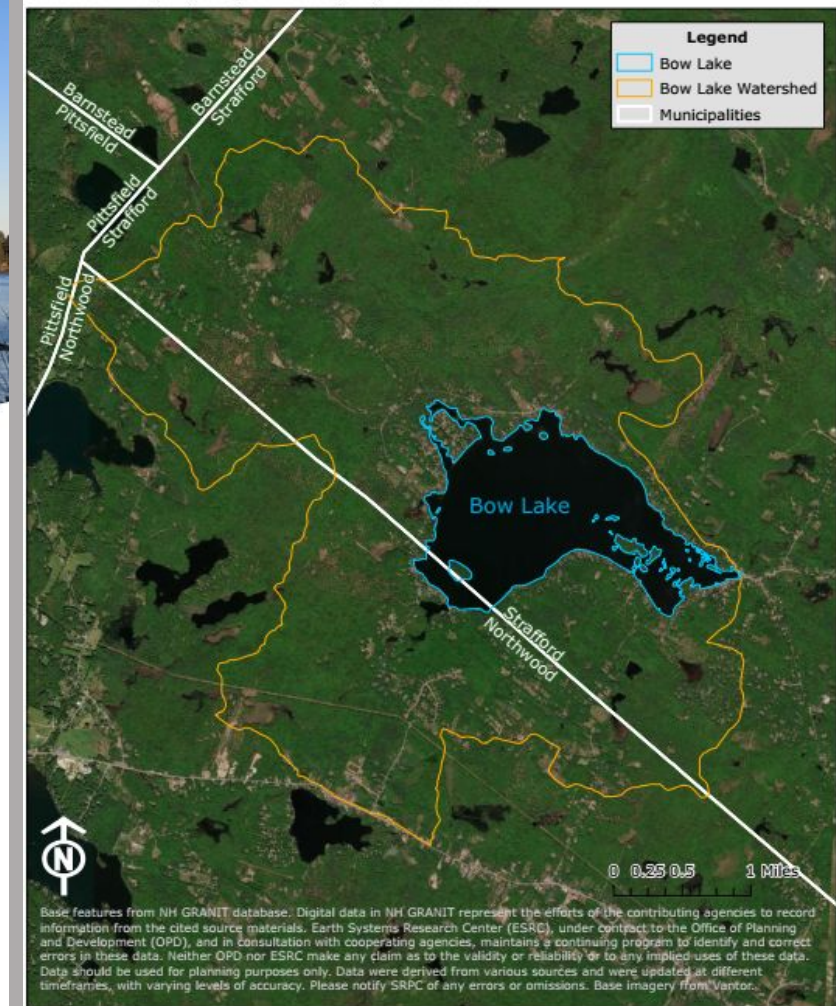 Legend
Bow Lake
Bow Lake Watershed
Municipalities
Barnstead
Pittsfield
Barnstead
Strafford
Pittsfield
Strafford
Pittsfield
Northwood
Bow Lake
Strafford
Northwood
N
0 0.25 0.5 1 Miles
Base features from NH GRANIT database. Digital data in NH GRANIT represent the efforts of the contributing agencies to record
information from the cited source materials. Earth Systems Research Center (ESRC), under contract to the Office of Planning
and Development (OPD), and in consultation with cooperating agencies, maintains a continuing program to identify and correct
errors in these data. Neither OPD nor ESRC make any claim as to the validity or reliability or to any implied uses of these data.
Data should be used for planning purposes only. Data were derived from various sources and were updated at different
timeframes, with varying levels of accuracy. Please notify SRPC of any errors or omissions. Base imagery from Vantor.